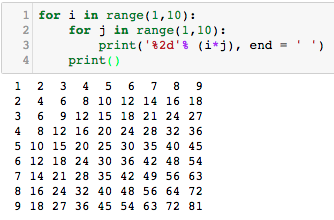 1 for i in range(1,10):
2     for j in range(1,10):
3         print('%2d'% (i*j), end = ' ')
4     print()
1  2  3  4  5  6  7  8  9
2  4  6  8 10 12 14 16 18
3  6  9 12 15 18 21 24 27
4  8 12 16 20 24 28 32 36
5 10 15 20 25 30 35 40 45
6 12 18 24 30 36 42 48 54
7 14 21 28 35 42 49 56 63
8 16 24 32 40 48 56 64 72
9 18 27 36 45 54 63 72 81